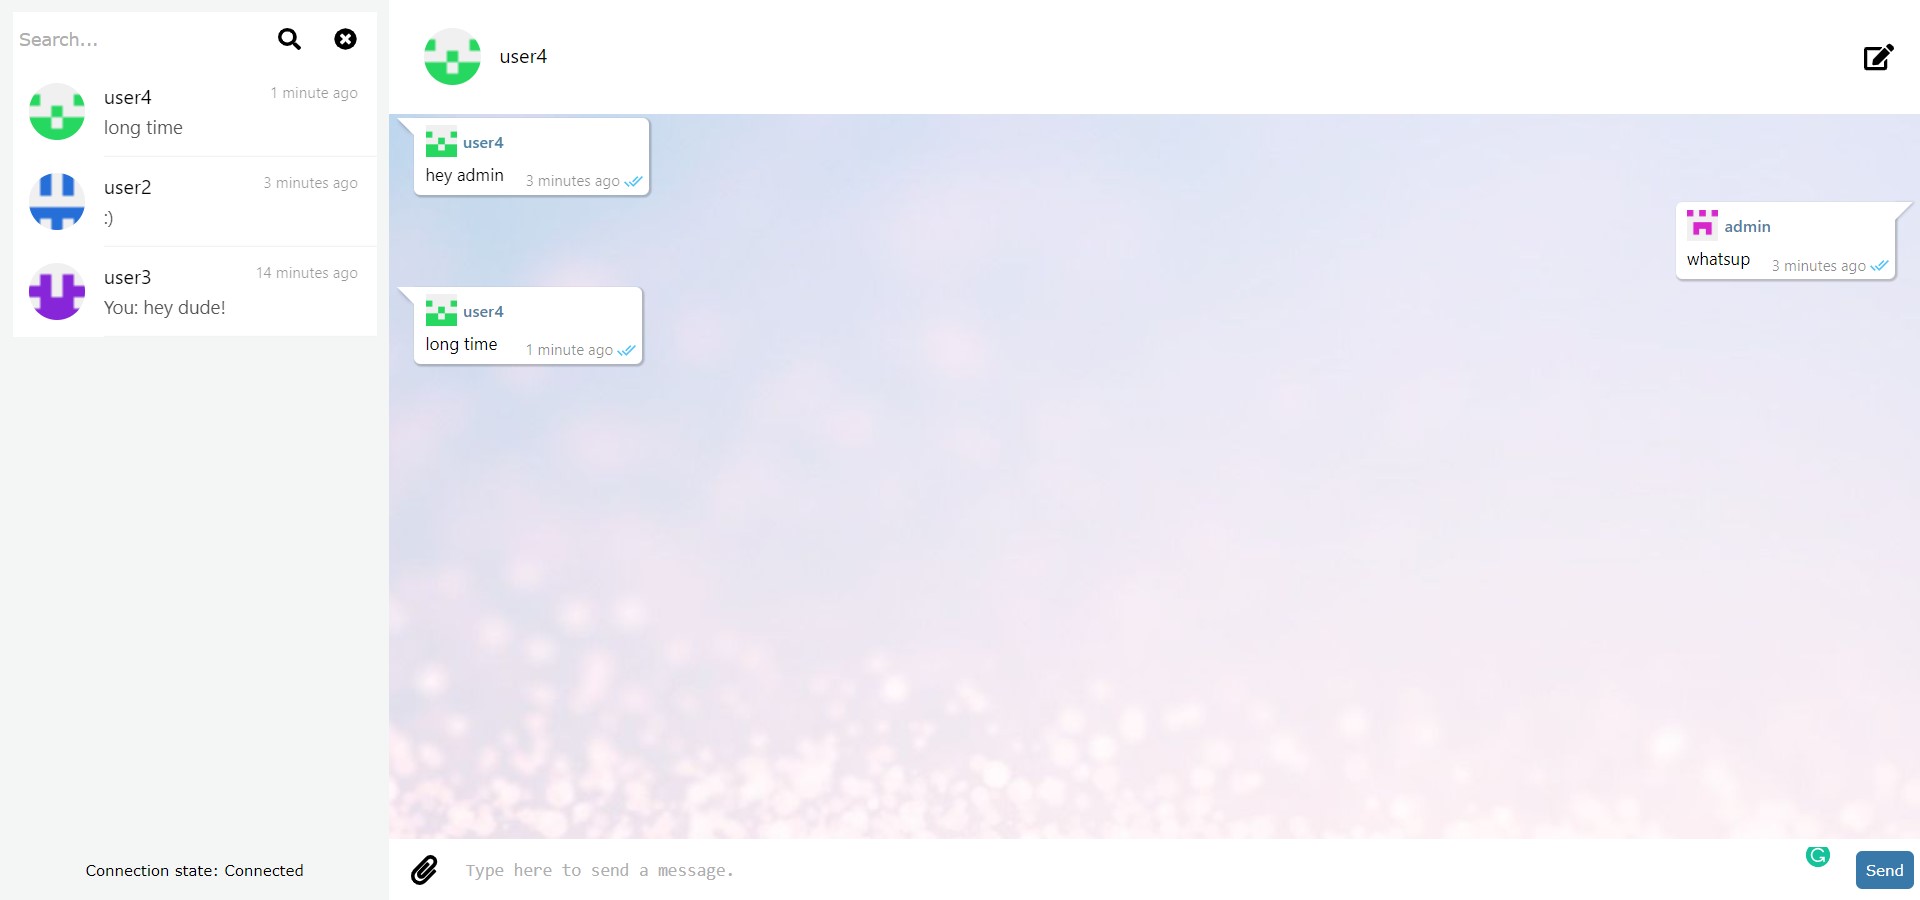 Search...
user4
1 minute ago
long time
user2
3 minutes ago
:)
user3
14 minutes ago
You: hey dude!
Connection state: Connected
user4
user4
hey admin
3 minutes ago
admin
whatsup
3 minutes ago
user4
long time
1 minute ago
Type here to send a message.
Send